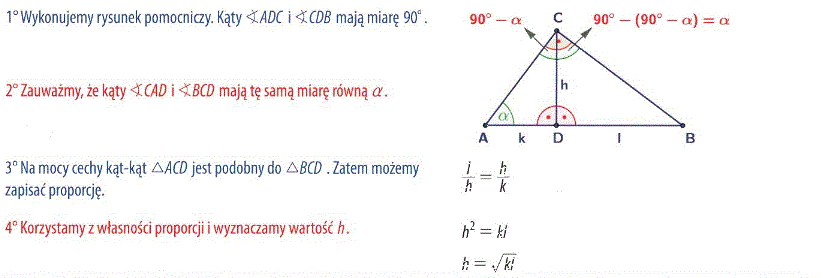 1° Wykonujemy rysunek pomocniczy. Kąty ∢ADC i ∢CDB mają miarę 90°.
2° Zauważmy, że kąty ∢CAD i ∢BCD mają tę samą miarę równą α.
90° − α
C
90° − (90° − α) = α
h
α
A
k
D
l
B
3° Na mocy cechy kąt-kąt △ACD jest podobny do △BCD. Zatem możemy
zapisać proporcję.
l/h = h/k
4° Korzystamy z własności proporcji i wyznaczamy wartość h.
h² = kl
h = √kl